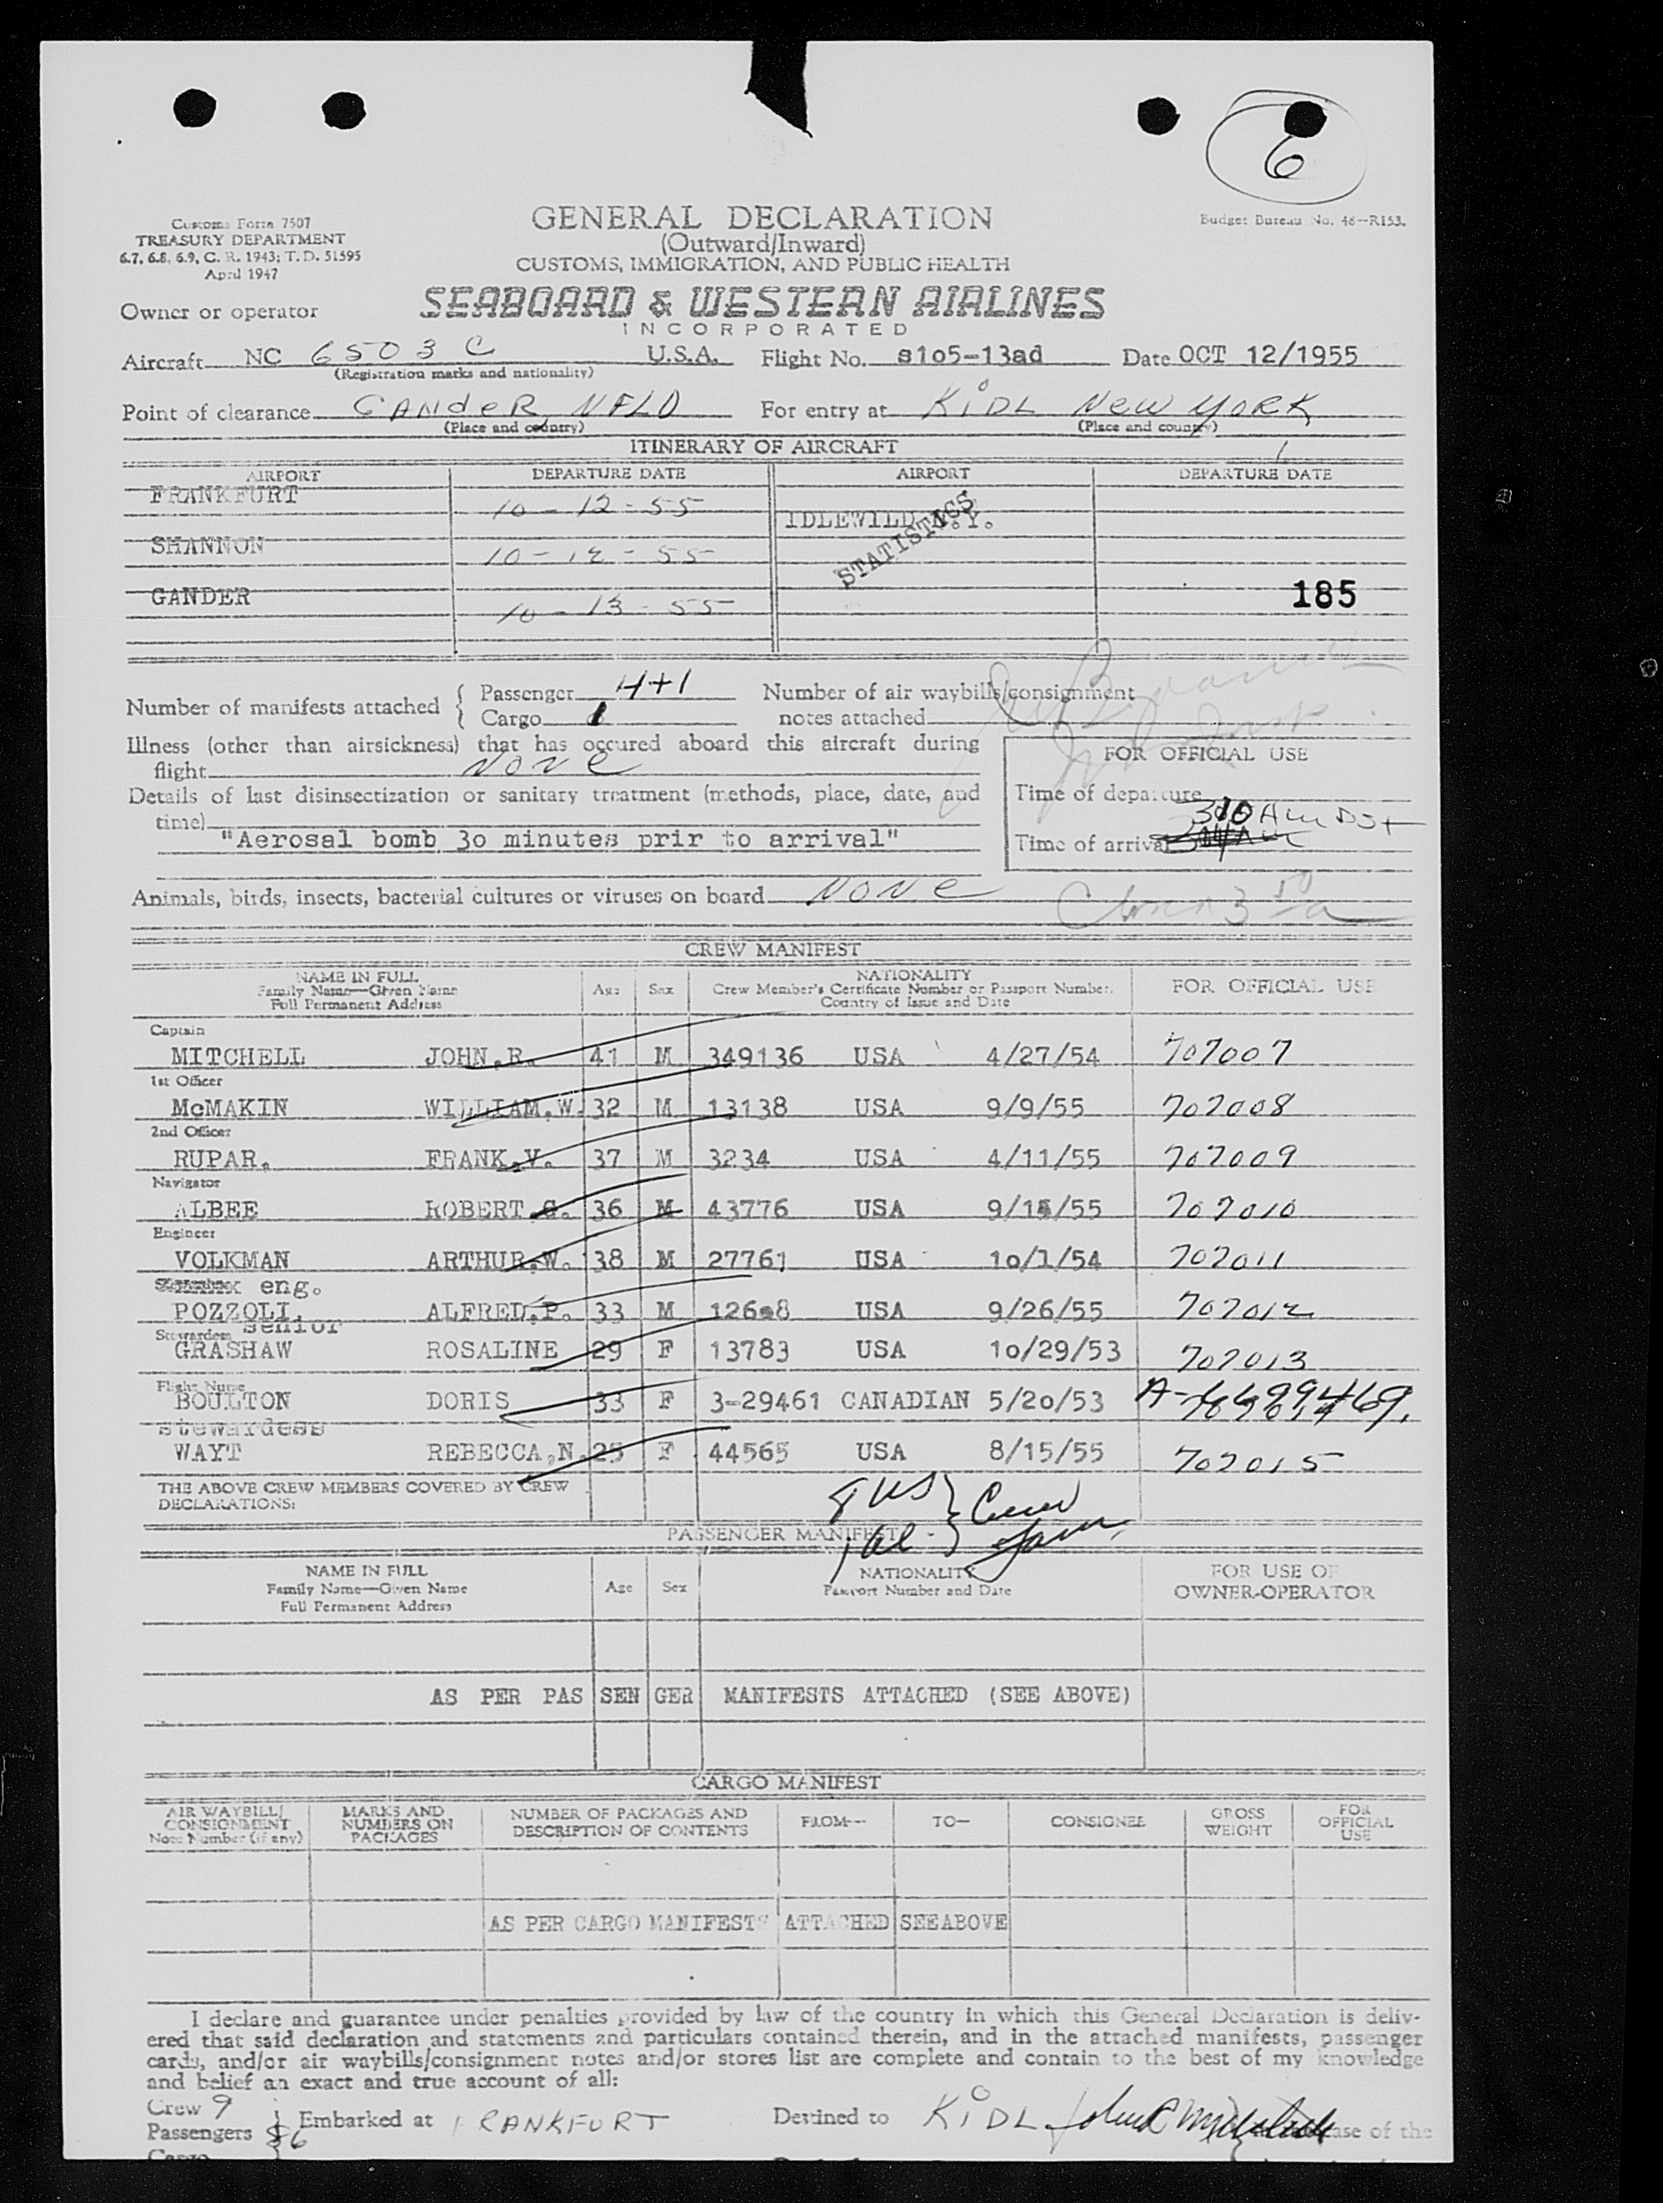 6
Customs Form 7507
TREASURY DEPARTMENT
6.7, 6.8, 6.9, C. R. 1943; T. D. 51595
April 1947
GENERAL DECLARATION
(Outward/Inward)
CUSTOMS, IMMIGRATION, AND PUBLIC HEALTH
Budget Bureau No. 48--R153.
Owner or operator
SEABOARD & WESTERN AIRLINES
INCORPORATED
Aircraft NC 6503 C U.S.A. Flight No. s1o5-13ad Date OCT 12/1955
(Registration marks and nationality)
Point of clearance GANdeR, NFLD For entry at KiDL New YORK
(Place and country) (Place and country)
ITINERARY OF AIRCRAFT
AIRPORT DEPARTURE DATE AIRPORT DEPARTURE DATE
FRANKFURT 10-12-55 IDLEWILD N.Y.
STATISTICS
SHANNON 10-12-55
GANDER 10-13-55 185
Number of manifests attached { Passenger 4+1 Number of air waybills/consignment
Cargo 1 notes attached
Illness (other than airsickness) that has occured aboard this aircraft during
flight NoNe
FOR OFFICIAL USE
Details of last disinsectization or sanitary treatment (methods, place, date, and
time)
Time of departure
"Aerosal bomb 3o minutes prir to arrival"
Time of arrival 310 Am DST
Animals, birds, insects, bacterial cultures or viruses on board NoNe
CREW MANIFEST
NAME IN FULL
Family Name—Given Name
Full Permanent Address
Age Sex
NATIONALITY
Crew Member's Certificate Number or Passport Number.
Country of Issue and Date
FOR OFFICIAL USE
Captain
MITCHELL JOHN.R. 41 M 349136 USA 4/27/54 707007
1st Officer
McMAKIN WILLIAM.W. 32 M 13138 USA 9/9/55 707008
2nd Officer
RUPAR. FRANK.V. 37 M 3234 USA 4/11/55 707009
Navigator
ALBEE ROBERT.G. 36 M 43776 USA 9/15/55 707010
Engineer
VOLKMAN ARTHUR.W. 38 M 27761 USA 1o/1/54 707011
eng.
POZZOLI. ALFRED.P. 33 M USA 9/26/55 707012
Stewardess senior
GRASHAW ROSALINE 29 F 13783 USA 1o/29/53 707013
Flight Nurse
BOULTON DORIS 33 F 3-29461 CANADIAN 5/2o/53
stewardess
WAYT REBECCA,N. 25 F 44565 USA 8/15/55 707015
THE ABOVE CREW MEMBERS COVERED BY CREW
DECLARATIONS:
8 US } Crew
1 al
PASSENGER MANIFEST
NAME IN FULL
Family Name—Given Name
Full Permanent Address
Age Sex
NATIONALITY
Passport Number and Date
FOR USE OF
OWNER-OPERATOR
AS PER PAS SEN GER MANIFESTS ATTACHED (SEE ABOVE)
CARGO MANIFEST
AIR WAYBILL/
CONSIGNMENT
Note Number (if any)
MARKS AND
NUMBERS ON
PACKAGES
NUMBER OF PACKAGES AND
DESCRIPTION OF CONTENTS
FROM— TO— CONSIGNEE
GROSS
WEIGHT
FOR
OFFICIAL
USE
AS PER CARGO MANIFESTS ATTACHED SEE ABOVE
I declare and guarantee under penalties provided by law of the country in which this General Declaration is deliv-
ered that said declaration and statements and particulars contained therein, and in the attached manifests, passenger
cards, and/or air waybills/consignment notes and/or stores list are complete and contain to the best of my knowledge
and belief an exact and true account of all:
Crew 9
Passengers 86 Embarked at FRANKFURT Destined to KiDL
Cargo